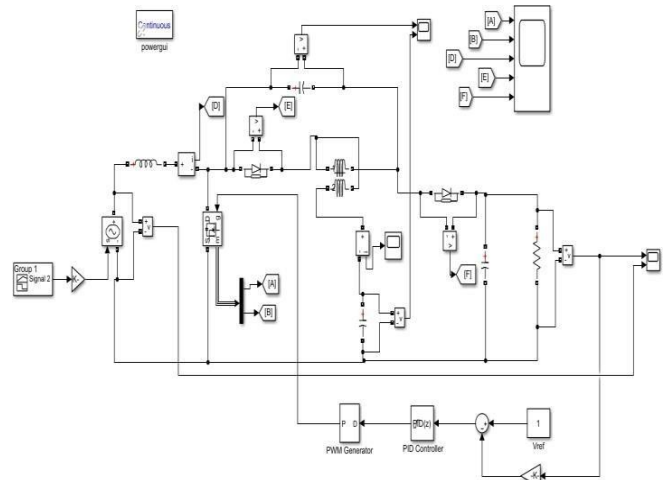 Continuous
powergui
[A]
[B]
[D]
[E]
[F]
[D]
[E]
Group 1
Signal 2
-K-
[A]
[B]
[F]
P D
PWM Generator
PID(z)
PID Controller
1
Vref
-K-